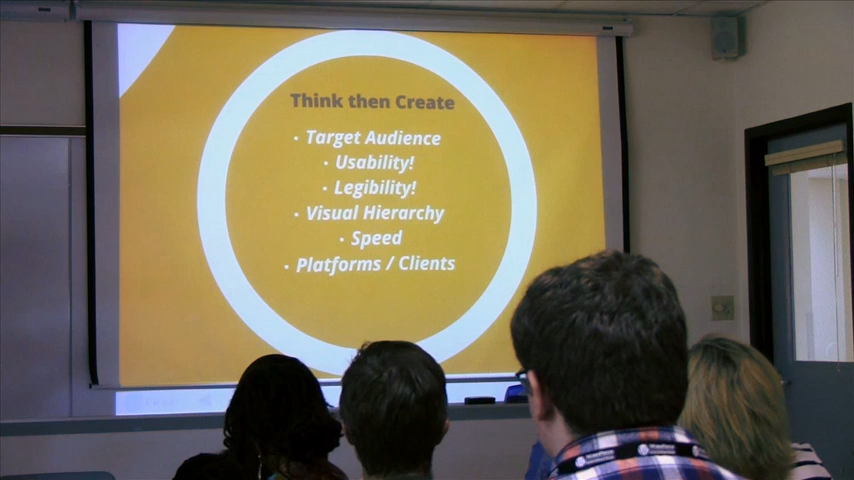 Think then Create
· Target Audience
· Usability!
· Legibility!
· Visual Hierarchy
· Speed
· Platforms / Clients